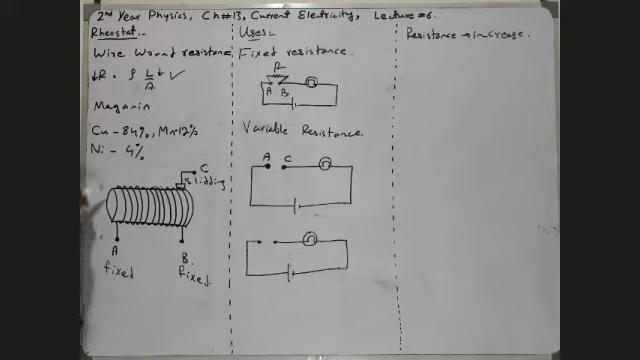 2nd Year Physics, Ch#13, Current Electricity, Lecture #6.
Rheostat.-
Wire Wound resistance
↓R = ρ L↓/A ✓
Maganin
Cu - 84%, Mn-12%
Ni - 4%
C
slidding
A
fixed
B.
fixed.
Uses:-
Fixed resistance.
R
A B
Variable Resistance.
A C
Resistance → increase.